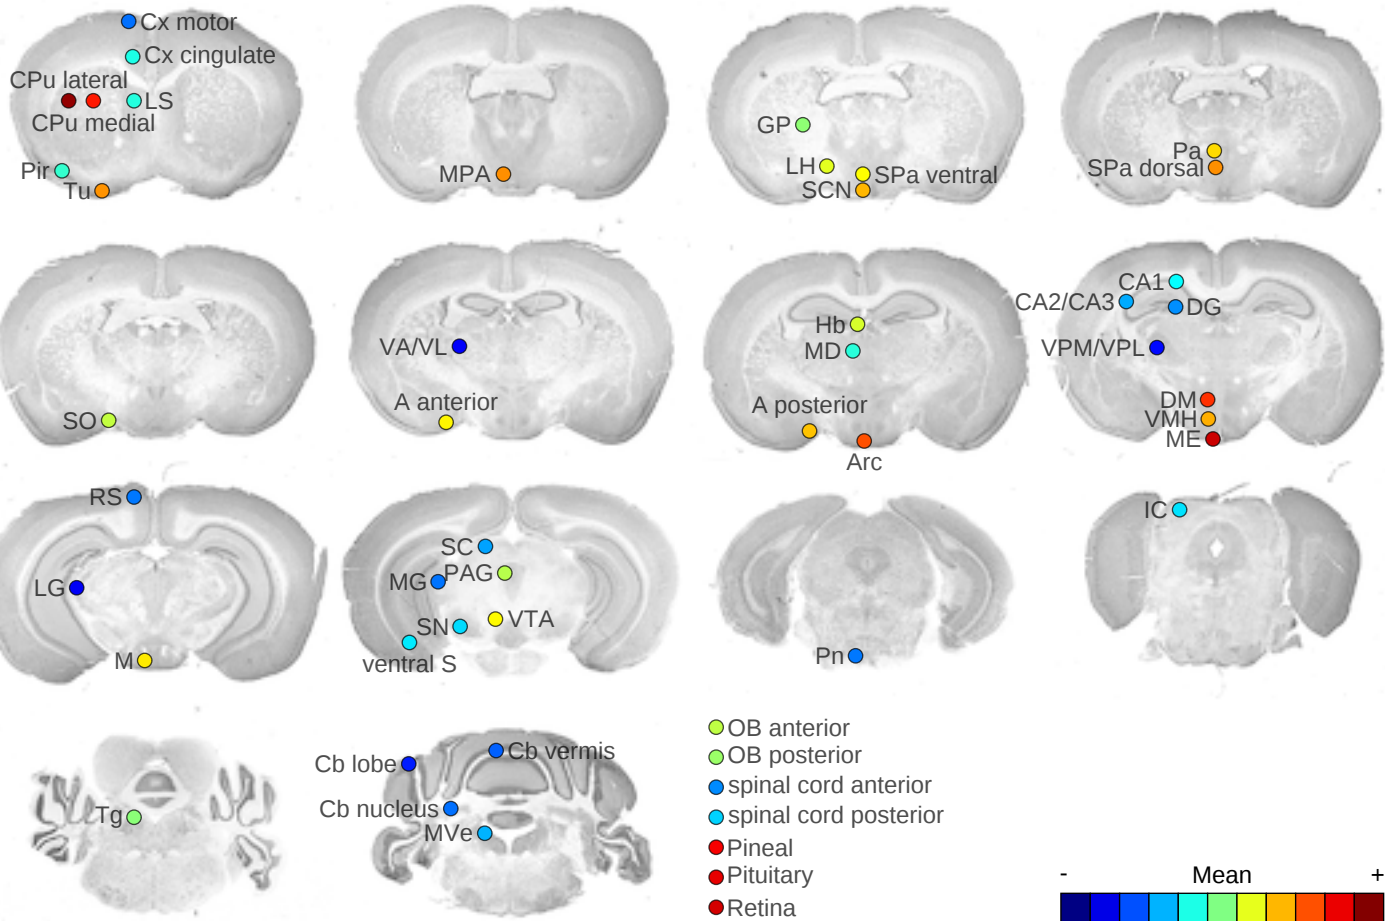 Cx motor
Cx cingulate
CPu lateral
LS
CPu medial
Pir
Tu
MPA
GP
LH
SPa ventral
SCN
Pa
SPa dorsal
SO
VA/VL
A anterior
Hb
MD
A posterior
Arc
CA1
CA2/CA3
DG
VPM/VPL
DM
VMH
ME
RS
LG
M
SC
MG
PAG
SN
VTA
ventral S
Pn
IC
Tg
Cb lobe
Cb vermis
Cb nucleus
MVe
OB anterior
OB posterior
spinal cord anterior
spinal cord posterior
Pineal
Pituitary
Retina
- Mean +